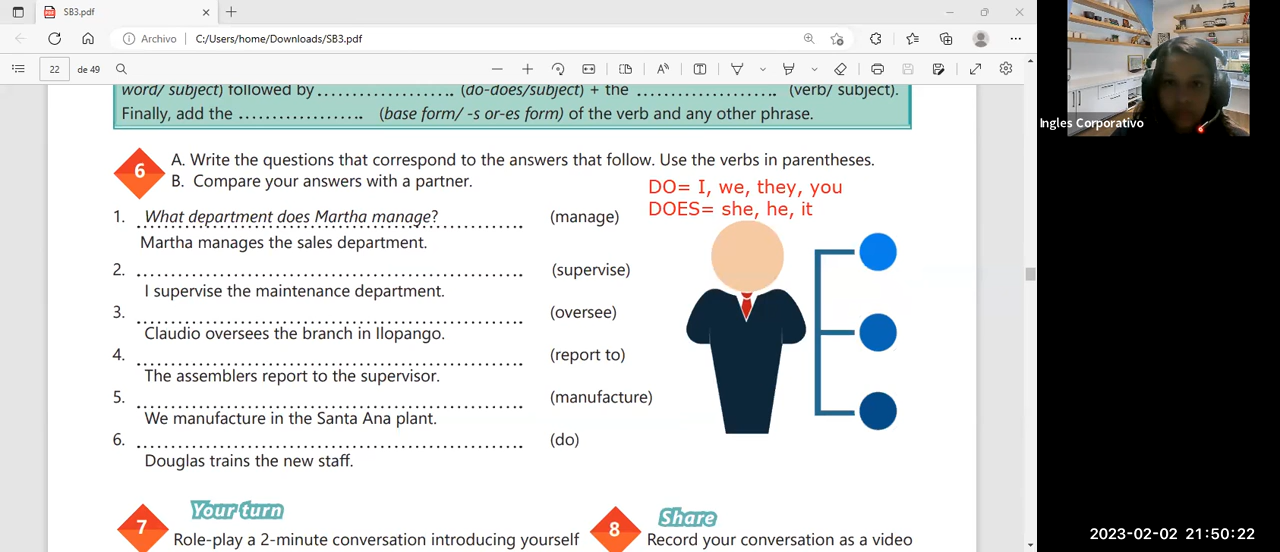 SB3.pdf
Archivo C:/Users/home/Downloads/SB3.pdf
22 de 49
word/ subject) followed by (do-does/subject) + the (verb/ subject).
Finally, add the (base form/ -s or-es form) of the verb and any other phrase.
6 A. Write the questions that correspond to the answers that follow. Use the verbs in parentheses.
B. Compare your answers with a partner.
DO= I, we, they, you
DOES= she, he, it
1. What department does Martha manage? (manage)
Martha manages the sales department.
2. (supervise)
I supervise the maintenance department.
3. (oversee)
Claudio oversees the branch in Ilopango.
4. (report to)
The assemblers report to the supervisor.
5. (manufacture)
We manufacture in the Santa Ana plant.
6. (do)
Douglas trains the new staff.
7 Your turn
Role-play a 2-minute conversation introducing yourself
8 Share
Record your conversation as a video
Ingles Corporativo
2023-02-02 21:50:22